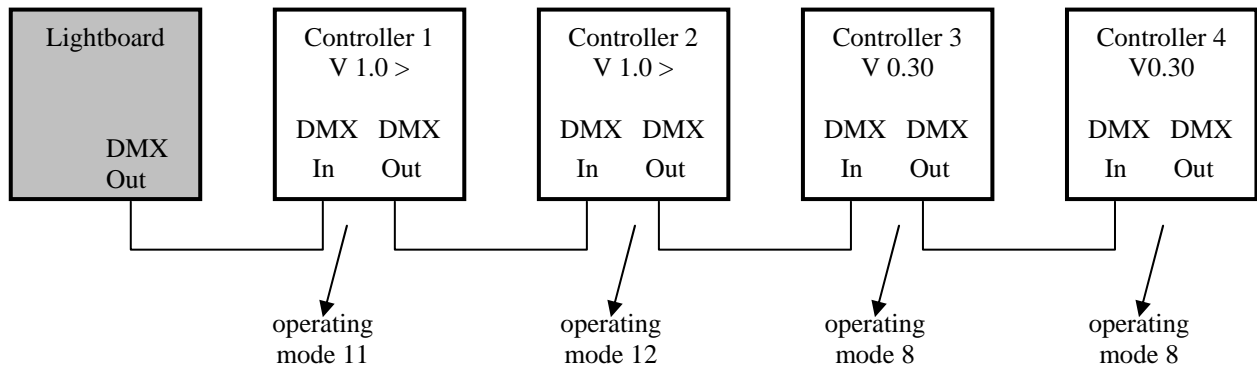 Lightboard
DMX
Out
Controller 1
V 1.0 >
DMX DMX
In Out
Controller 2
V 1.0 >
DMX DMX
In Out
Controller 3
V 0.30
DMX DMX
In Out
Controller 4
V0.30
DMX DMX
In Out
operating
mode 11
operating
mode 12
operating
mode 8
operating
mode 8